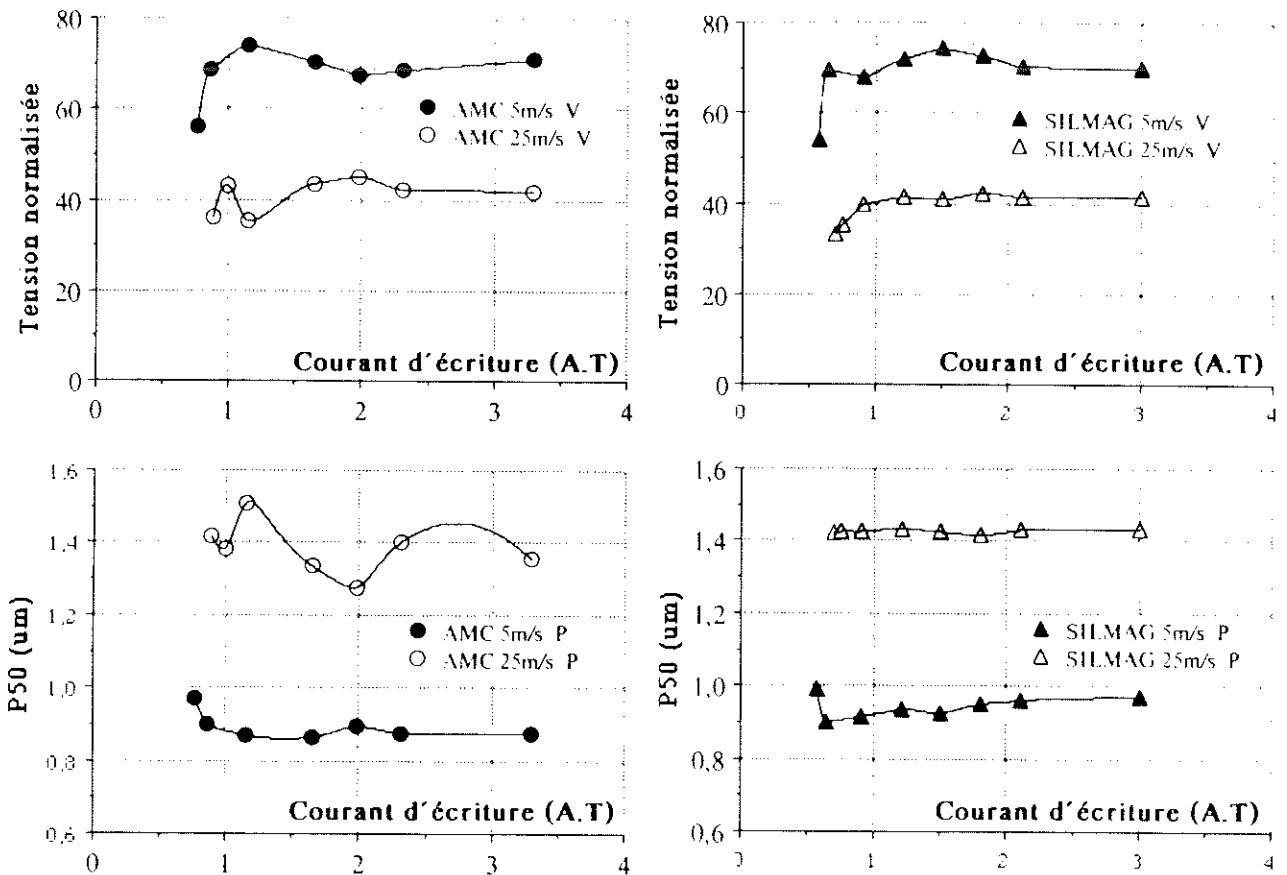 80
60
40
20
0
Tension normalisée
AMC 5m/s V
AMC 25m/s V
Courant d'écriture (A.T)
0 1 2 3 4
80
60
40
20
0
Tension normalisée
SILMAG 5m/s V
SILMAG 25m/s V
Courant d'écriture (A.T)
0 1 2 3 4
1,6
1,4
1,2
1,0
0,8
0,6
P50 (um)
AMC 5m/s P
AMC 25m/s P
Courant d'écriture (A.T)
0 1 2 3 4
1,6
1,4
1,2
1,0
0,8
0,6
P50 (um)
SILMAG 5m/s P
SILMAG 25m/s P
Courant d'écriture (A.T)
0 1 2 3 4